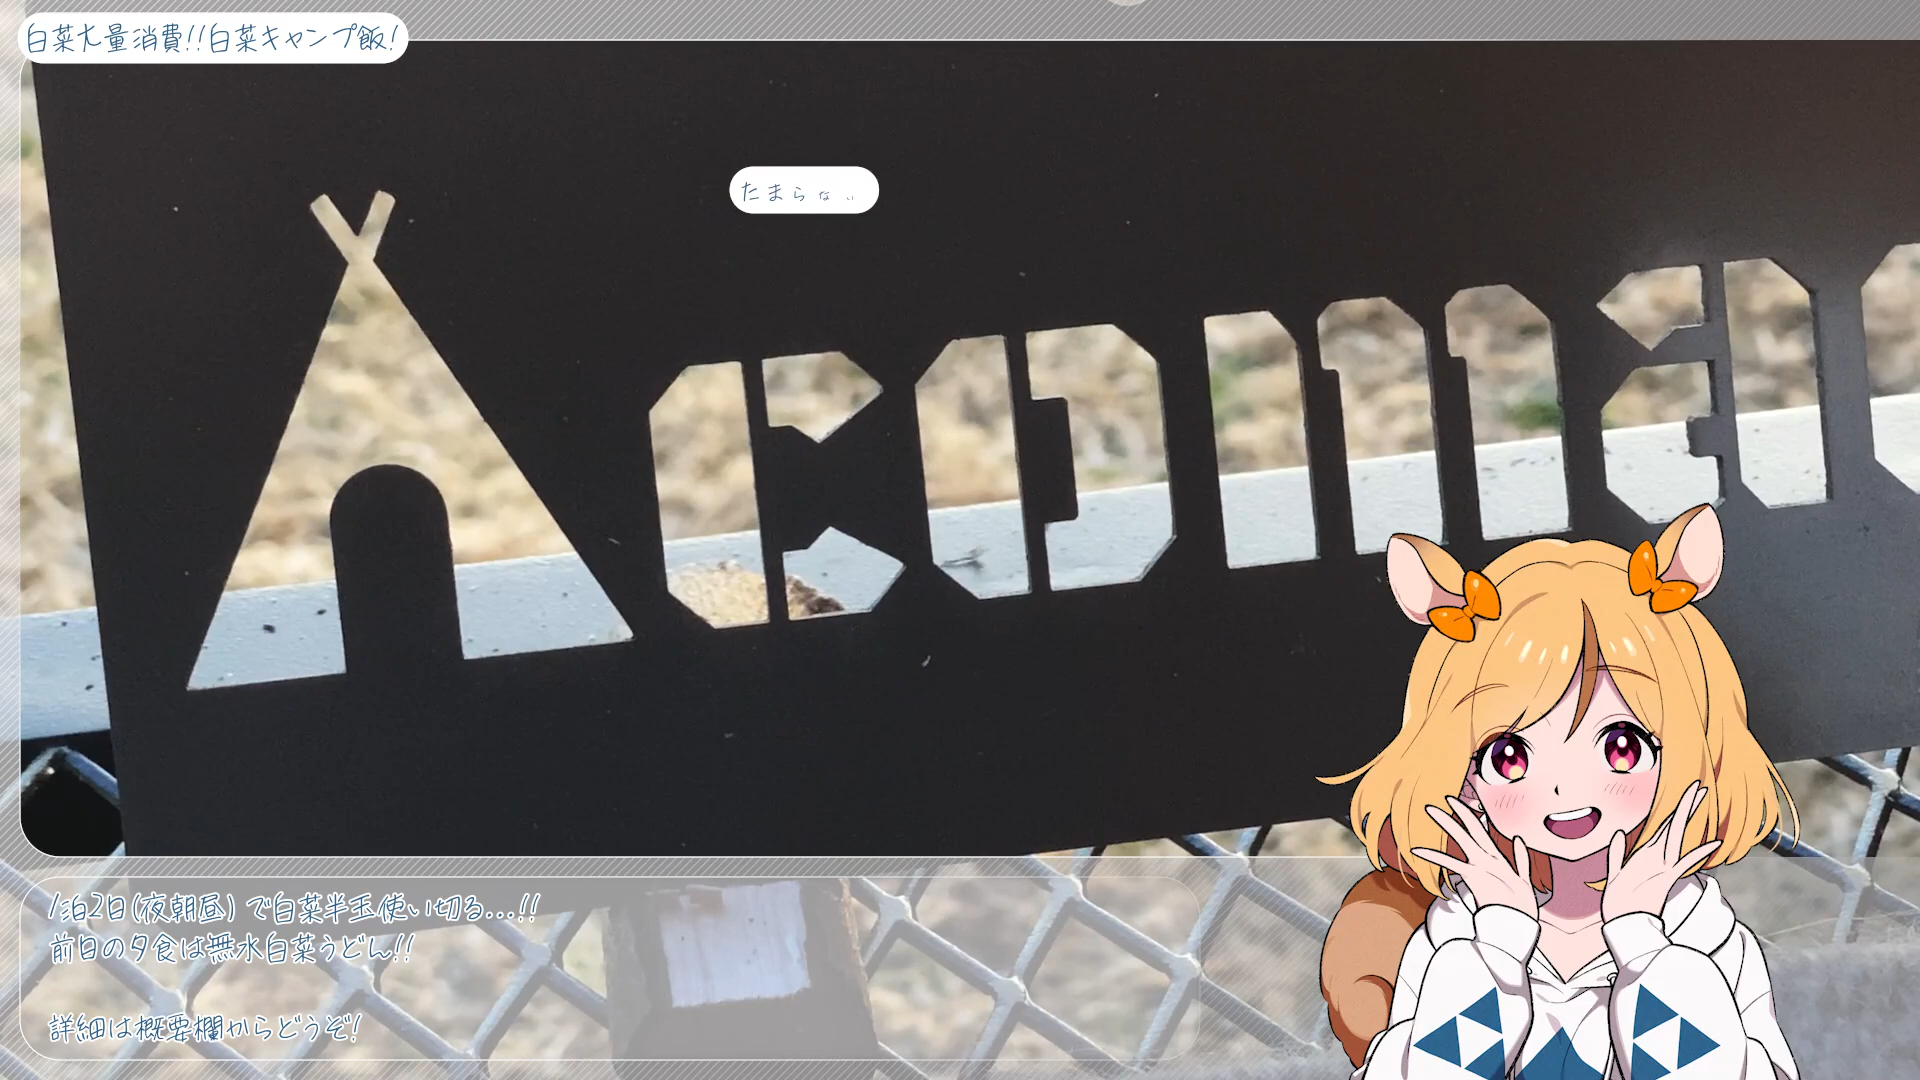 白菜大量消費!!白菜キャンプ飯!
たまらない
Acoma
1泊2日(夜朝昼)で白菜半玉使い切る...!!
前日の夕食は無水白菜うどん!!
詳細は概要欄からどうぞ!